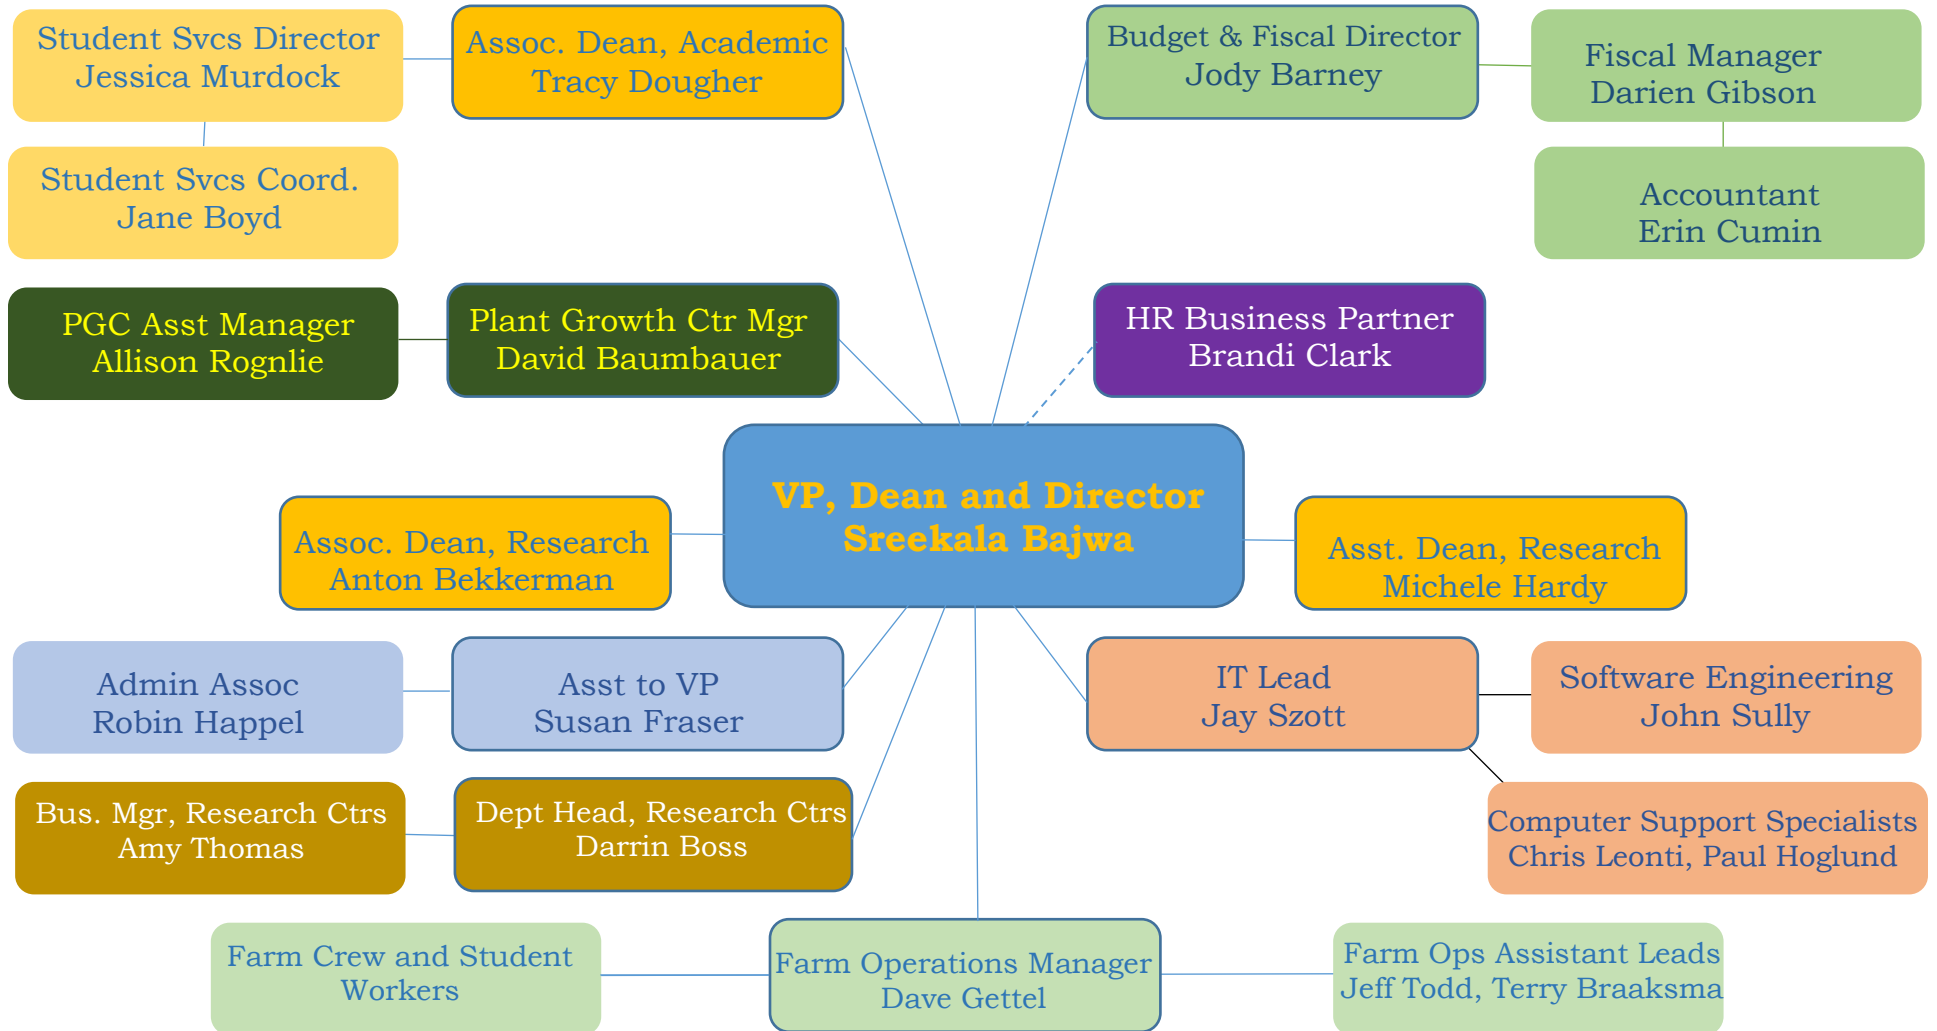 Student Svcs Director
Jessica Murdock
Assoc. Dean, Academic
Tracy Dougher
Budget & Fiscal Director
Jody Barney
Fiscal Manager
Darien Gibson
Student Svcs Coord.
Jane Boyd
Accountant
Erin Cumin
PGC Asst Manager
Allison Rognlie
Plant Growth Ctr Mgr
David Baumbauer
HR Business Partner
Brandi Clark
VP, Dean and Director
Sreekala Bajwa
Assoc. Dean, Research
Anton Bekkerman
Asst. Dean, Research
Michele Hardy
Admin Assoc
Robin Happel
Asst to VP
Susan Fraser
IT Lead
Jay Szott
Software Engineering
John Sully
Bus. Mgr, Research Ctrs
Amy Thomas
Dept Head, Research Ctrs
Darrin Boss
Computer Support Specialists
Chris Leonti, Paul Hoglund
Farm Crew and Student
Workers
Farm Operations Manager
Dave Gettel
Farm Ops Assistant Leads
Jeff Todd, Terry Braaksma